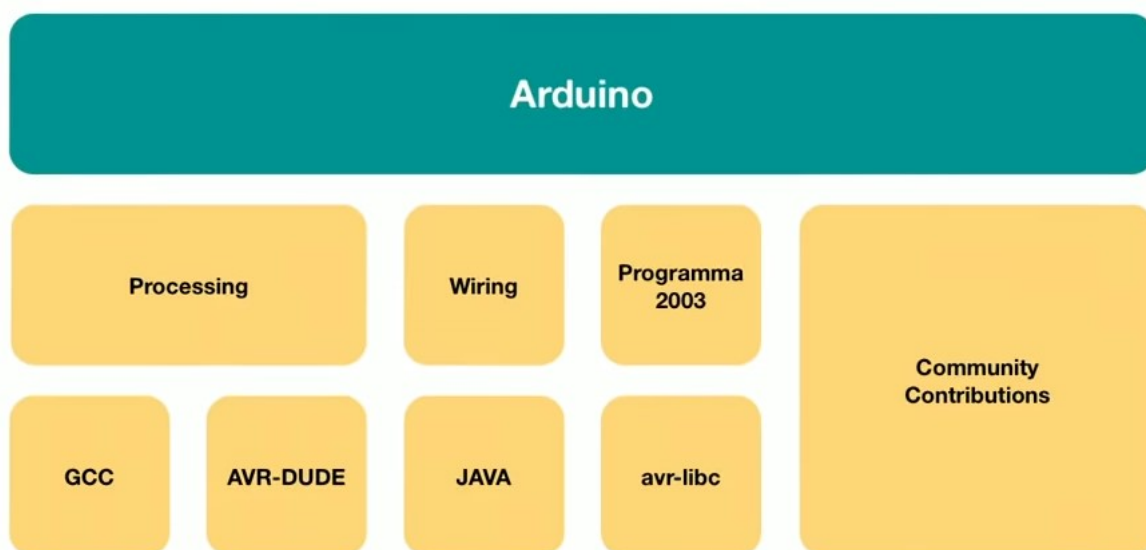 Arduino
Processing
Wiring
Programma
2003
Community
Contributions
GCC
AVR-DUDE
JAVA
avr-libc